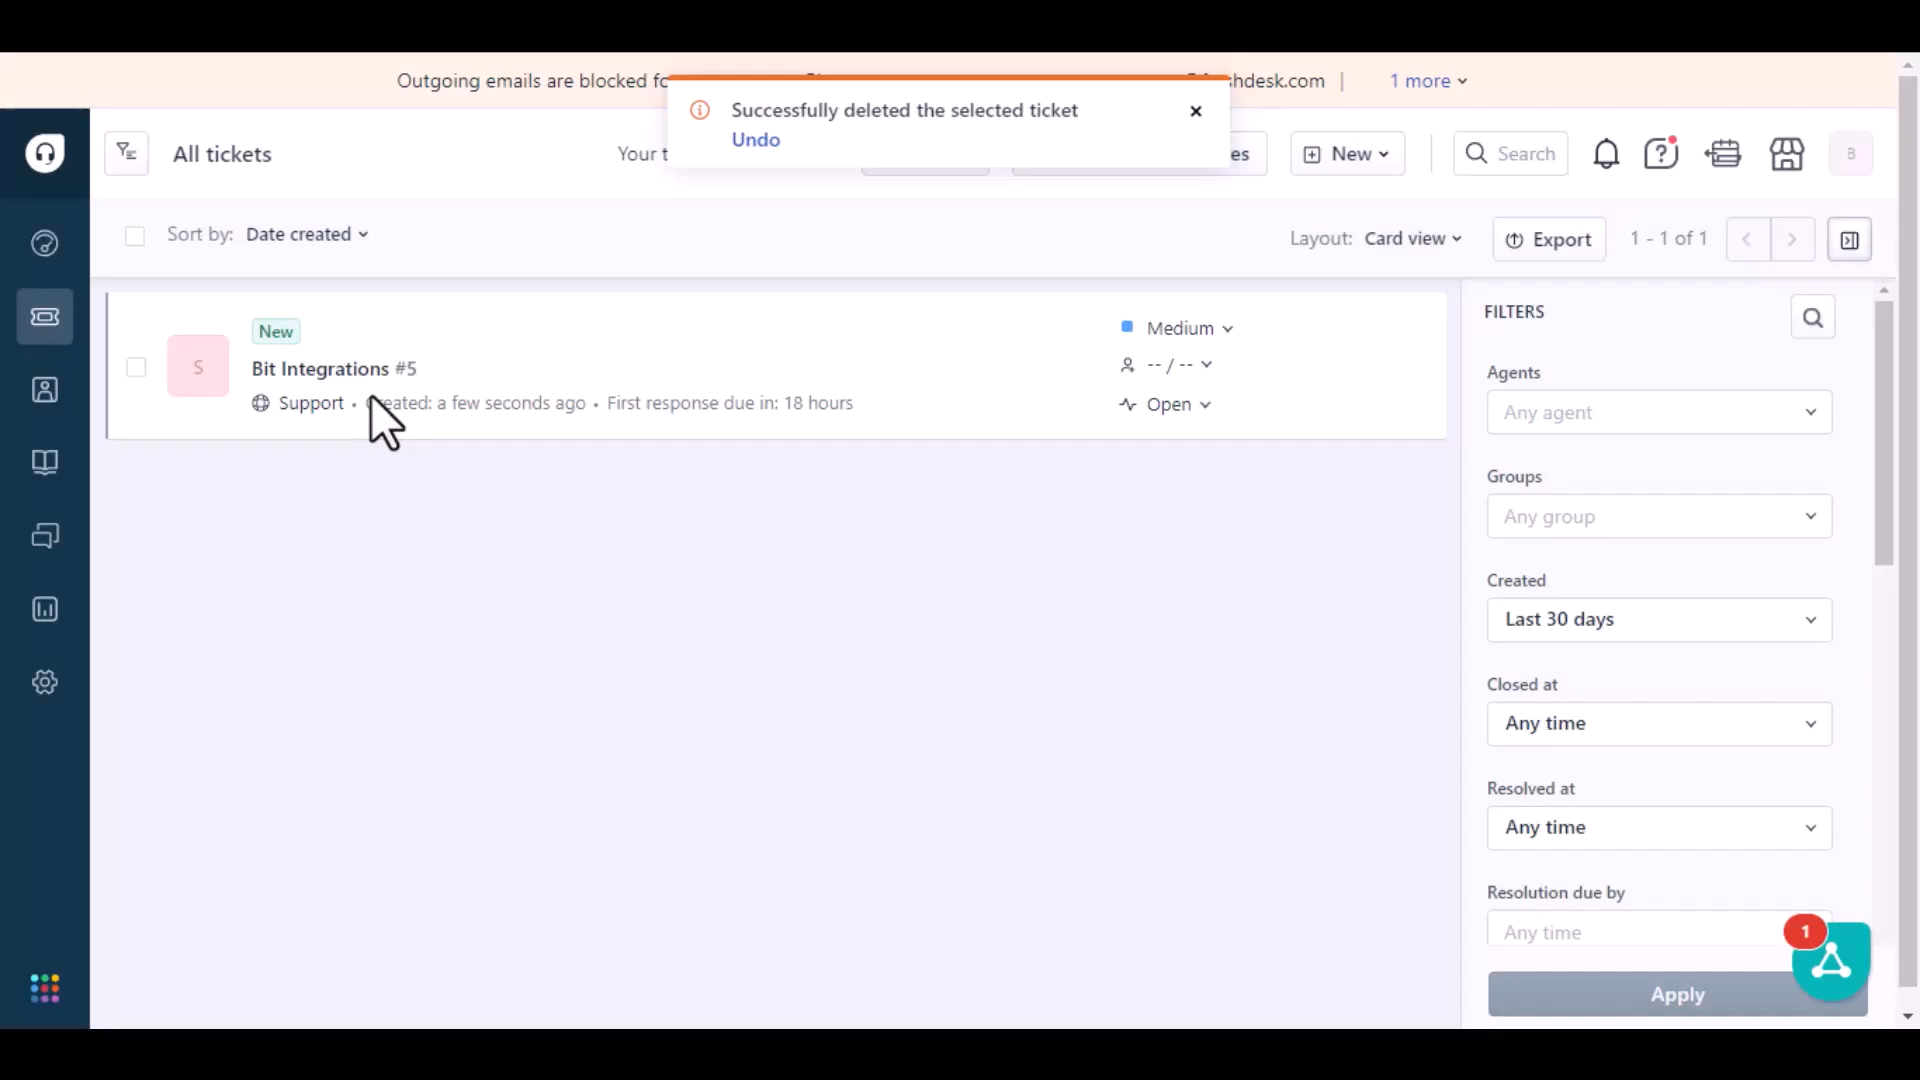 Outgoing emails are blocked fo
hdesk.com | 1 more
Successfully deleted the selected ticket
Undo
All tickets
Your t
es
New
Search
B
Sort by: Date created
Layout: Card view
Export
1 - 1 of 1
New
S
Bit Integrations #5
Support • reated: a few seconds ago • First response due in: 18 hours
Medium
-- / --
Open
FILTERS
Agents
Any agent
Groups
Any group
Created
Last 30 days
Closed at
Any time
Resolved at
Any time
Resolution due by
Any time
1
Apply